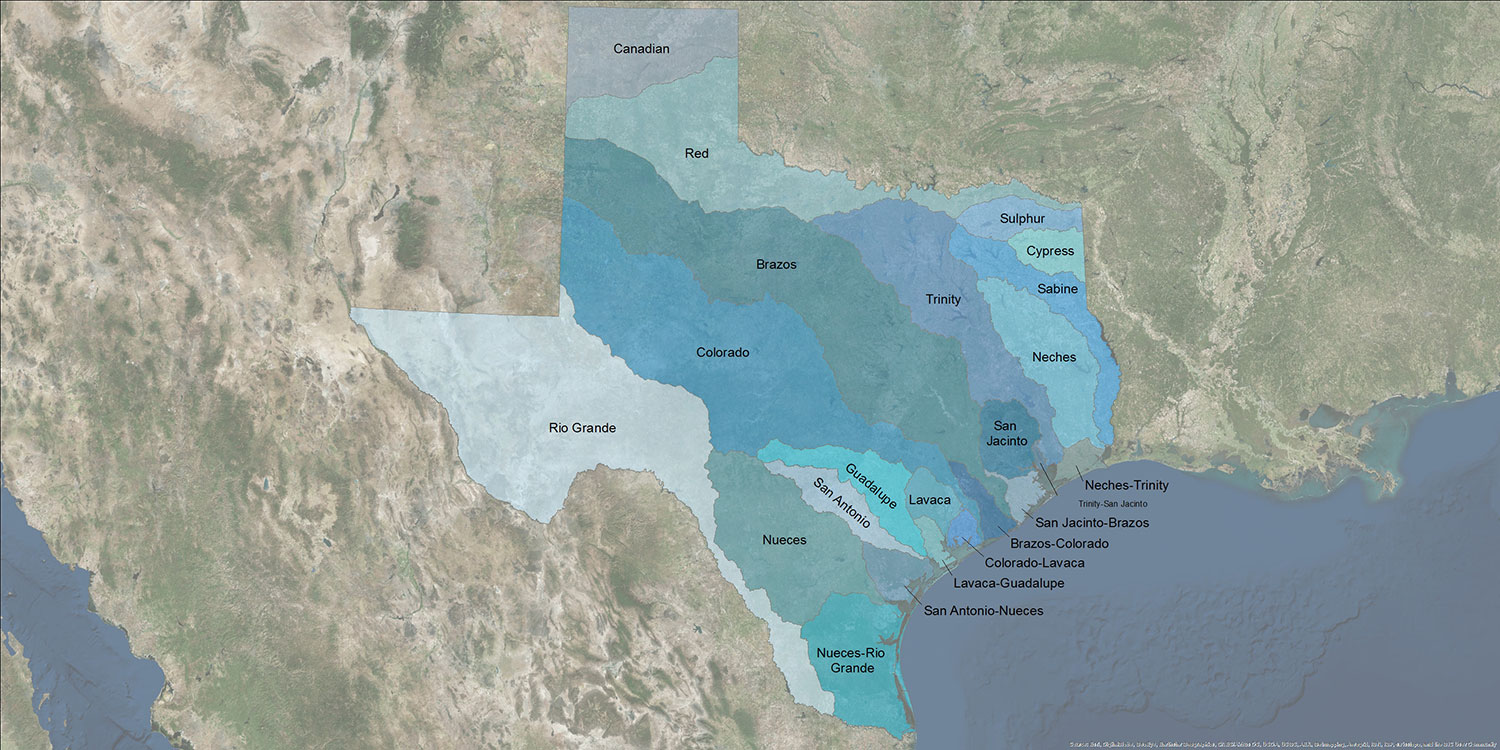 Canadian
Red
Sulphur
Cypress
Brazos
Sabine
Trinity
Colorado
Neches
Rio Grande
San
Jacinto
Guadalupe
San Antonio
Lavaca
Neches-Trinity
Trinity-San Jacinto
San Jacinto-Brazos
Nueces
Brazos-Colorado
Colorado-Lavaca
Lavaca-Guadalupe
San Antonio-Nueces
Nueces-Rio
Grande